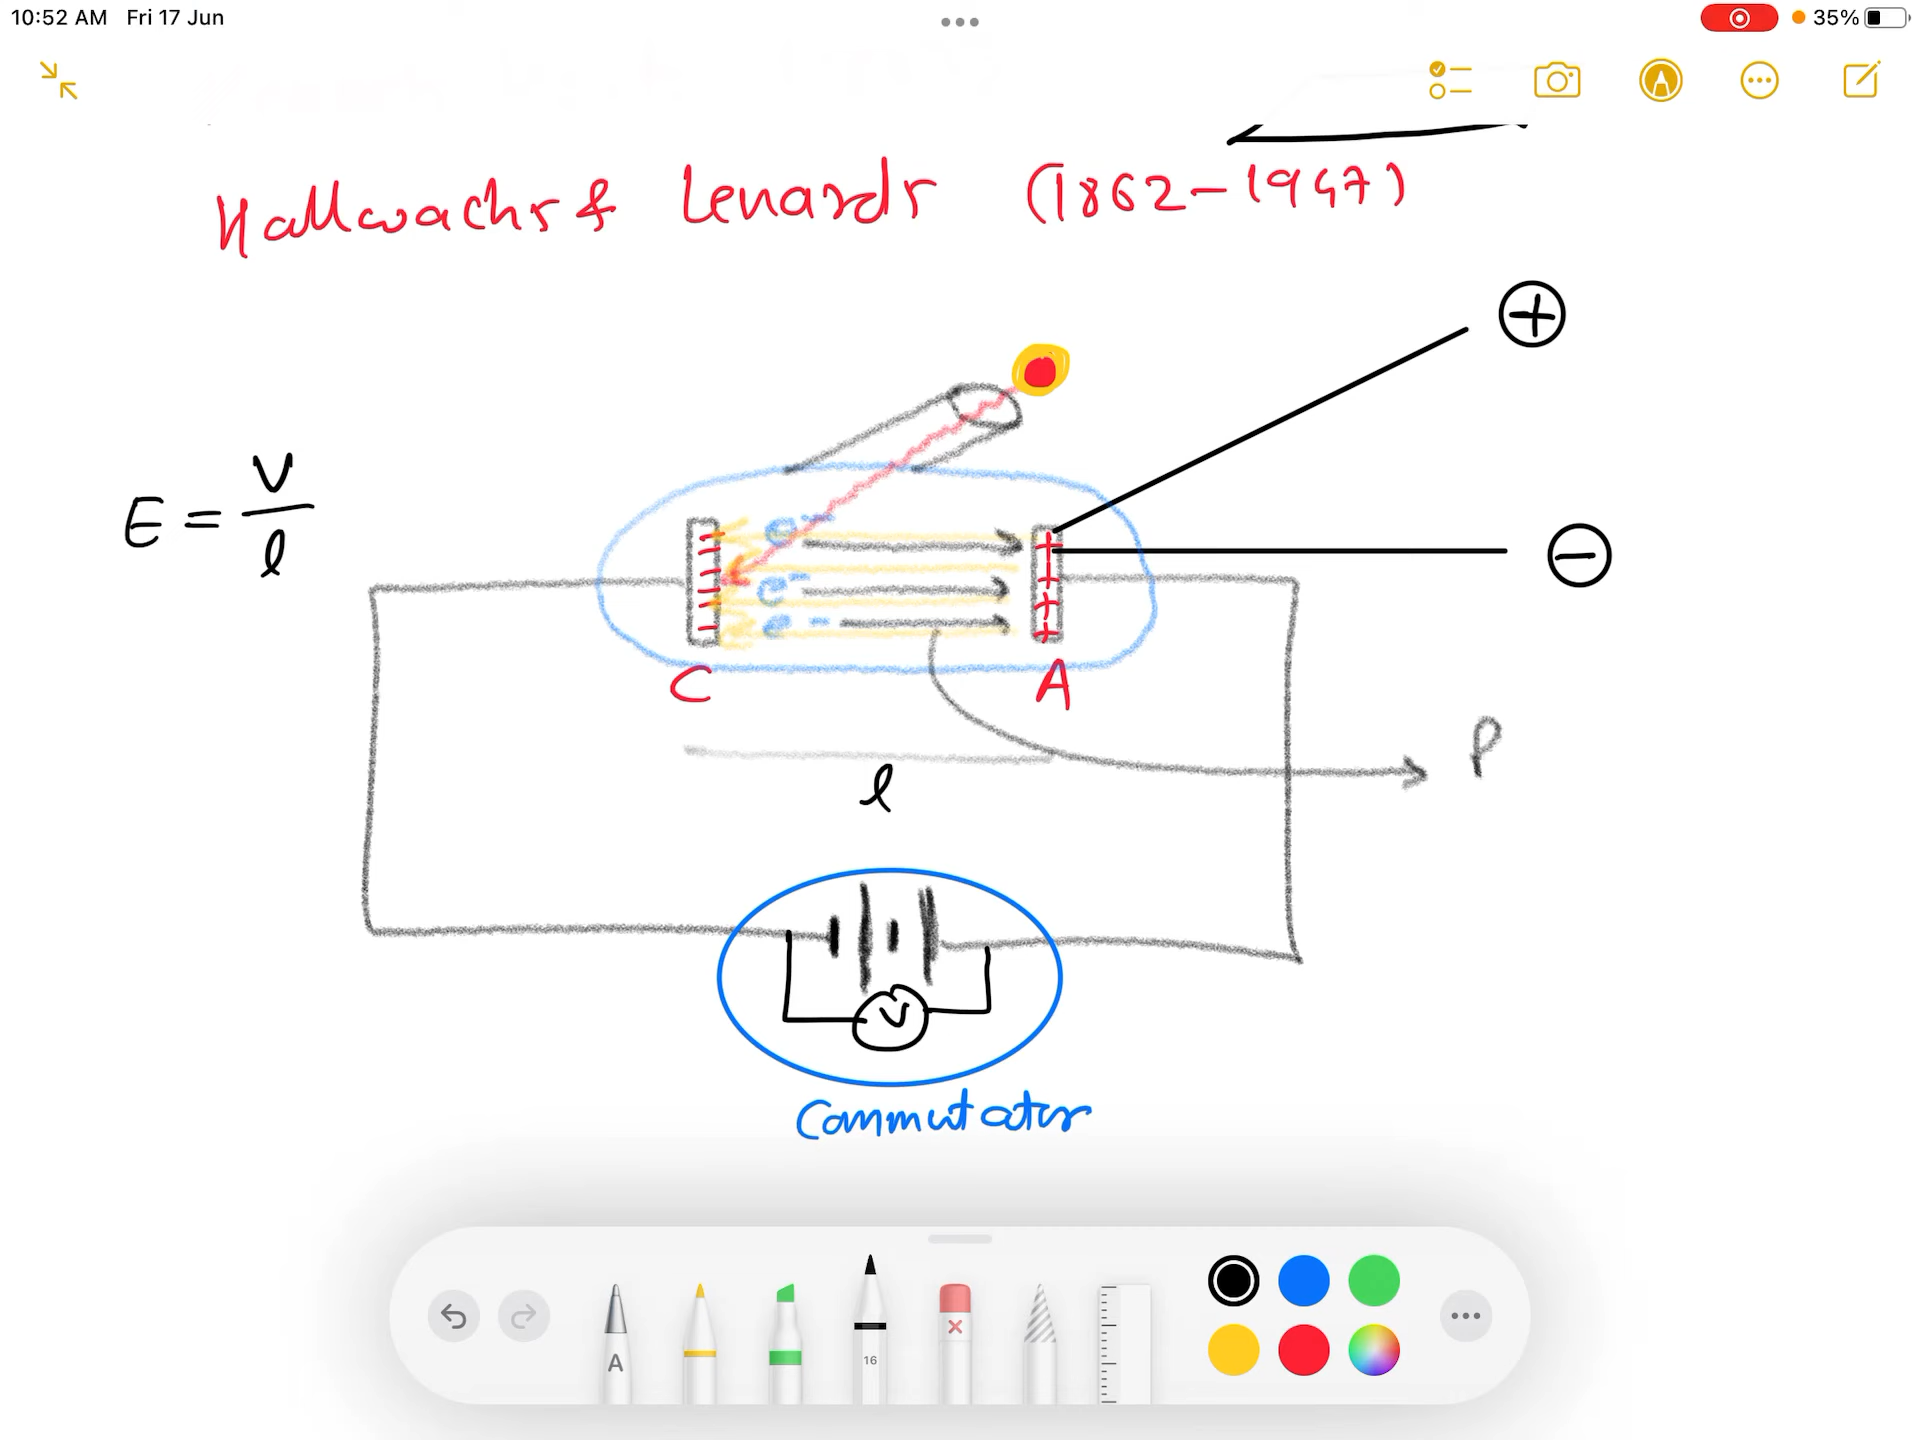 10:52 AM Fri 17 Jun
35%
Hallwachs & Lenards (1862-1947)
+
E = V / l
e⁻
e⁻
e⁻
−
C A
P
l
V
Commutator
A
16